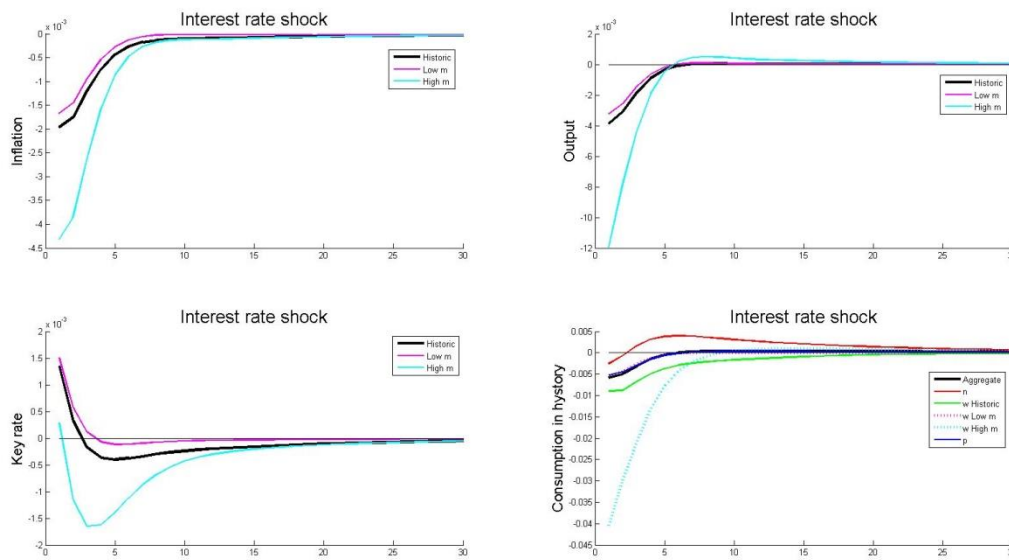 Interest rate shock
x 10⁻³
0
-0.5
-1
-1.5
-2
-2.5
-3
-3.5
-4
-4.5
0 5 10 15 20 25 30
Inflation
Historic
Low m
High m
Interest rate shock
x 10⁻³
2
0
-2
-4
-6
-8
-10
-12
0 5 10 15 20 25 30
Output
Historic
Low m
High m
Interest rate shock
x 10⁻³
2
1.5
1
0.5
0
-0.5
-1
-1.5
-2
0 5 10 15 20 25 30
Key rate
Historic
Low m
High m
Interest rate shock
0.005
0
-0.005
-0.01
-0.015
-0.02
-0.025
-0.03
-0.035
-0.04
-0.045
0 5 10 15 20 25 30
Consumption in hystory
Aggregate
n
w Historic
w Low m
w High m
p